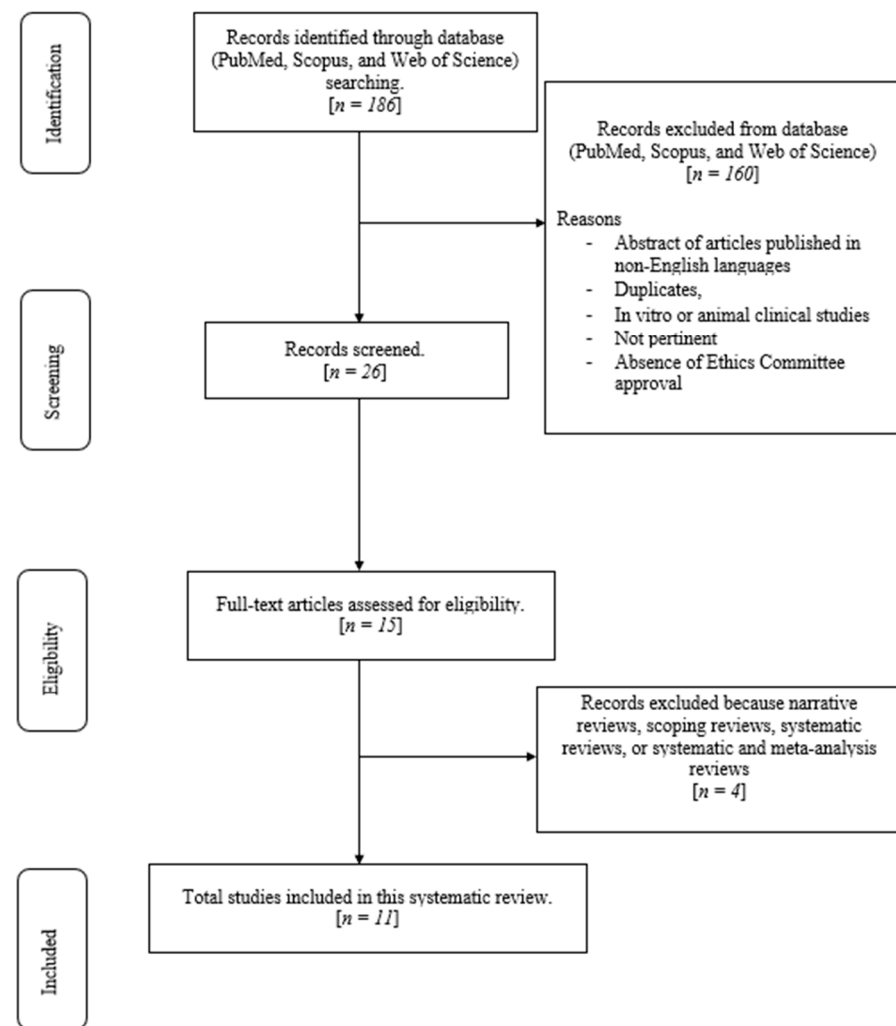 Identification
Records identified through database
(PubMed, Scopus, and Web of Science)
searching.
[n = 186]
Records excluded from database
(PubMed, Scopus, and Web of Science)
[n = 160]
Reasons
- Abstract of articles published in
non-English languages
- Duplicates,
- In vitro or animal clinical studies
- Not pertinent
- Absence of Ethics Committee
approval
Screening
Records screened.
[n = 26]
Eligibility
Full-text articles assessed for eligibility.
[n = 15]
Records excluded because narrative
reviews, scoping reviews, systematic
reviews, or systematic and meta-analysis
reviews
[n = 4]
Included
Total studies included in this systematic review.
[n = 11]